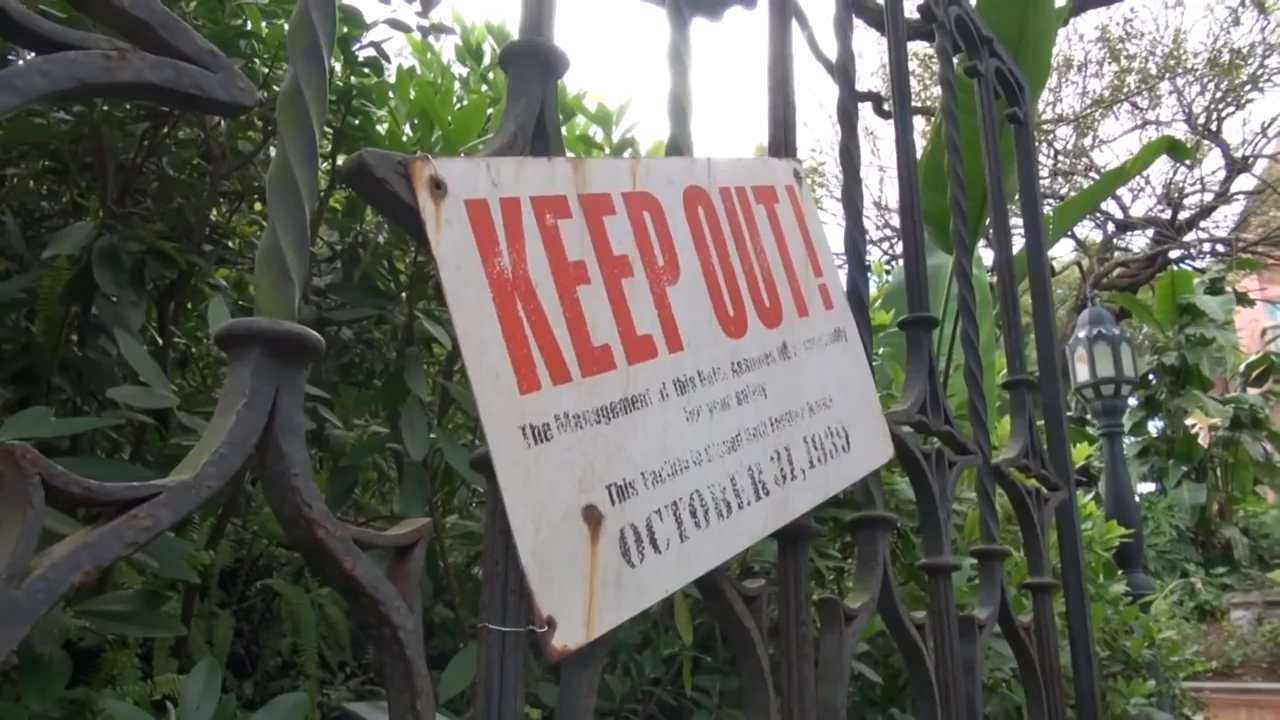 KEEP OUT!
The Management of this Hotel Assumes NO responsibility
for your safety
This Facility is closed Until Further Notice
OCTOBER 31, 1939